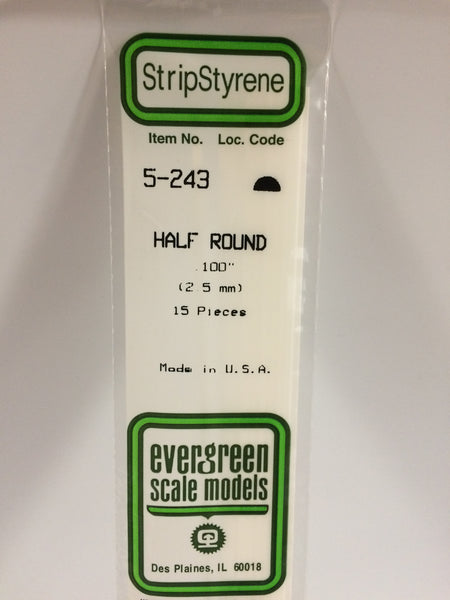 StripStyrene
Item No. Loc. Code
5-243
HALF ROUND
.100"
(2.5 mm)
15 Pieces
Made in U.S.A.
evergreen
scale models
Des Plaines, IL 60018